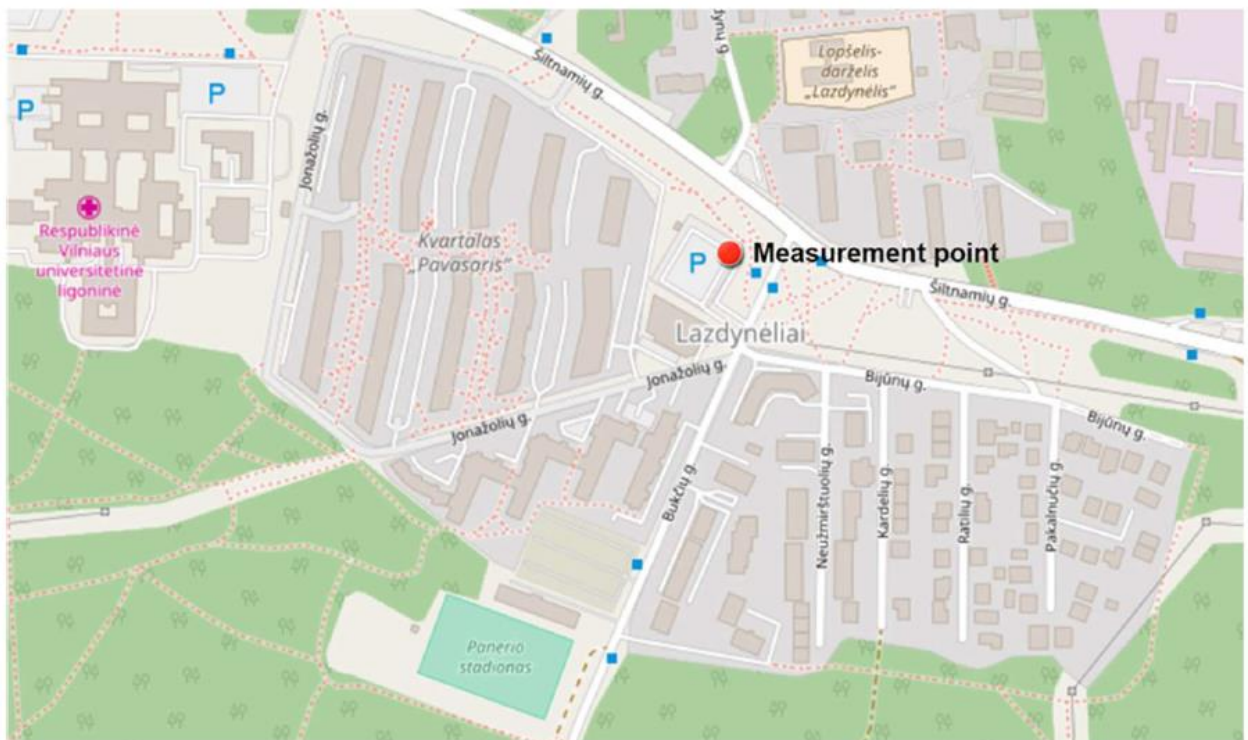 Šiltnamių g.
Lopšelis-
darželis
„Lazdynėlis"
P
P
Jonažolių g.
Respublikinė
Vilniaus
universitetinė
ligoninė
Kvartalas
„Pavasaris"
P
Measurement point
Šiltnamių g.
Lazdynėliai
Jonažolių g.
Bijūnų g.
Jonažolių g.
Bijūnų g.
Bukčių g.
Neužmirštuolių g.
Kardelių g.
Ratilių g.
Pakalnučių g.
Panerio
stadionas